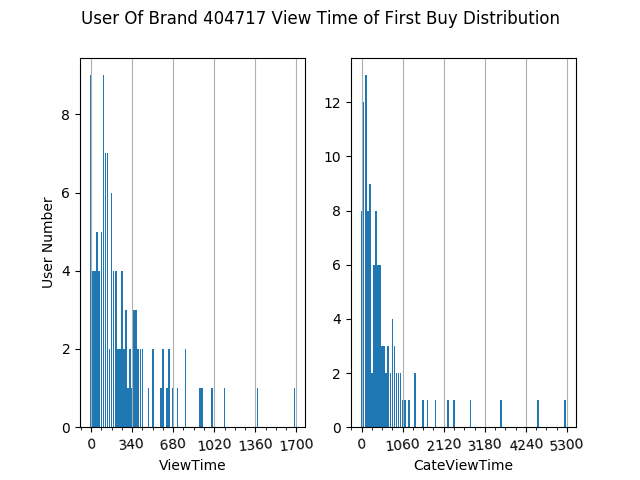 User Of Brand 404717 View Time of First Buy Distribution
User Number
8
6
4
2
0
0 340 680 1020 1360 1700
ViewTime
12
10
8
6
4
2
0
0 1060 2120 3180 4240 5300
CateViewTime